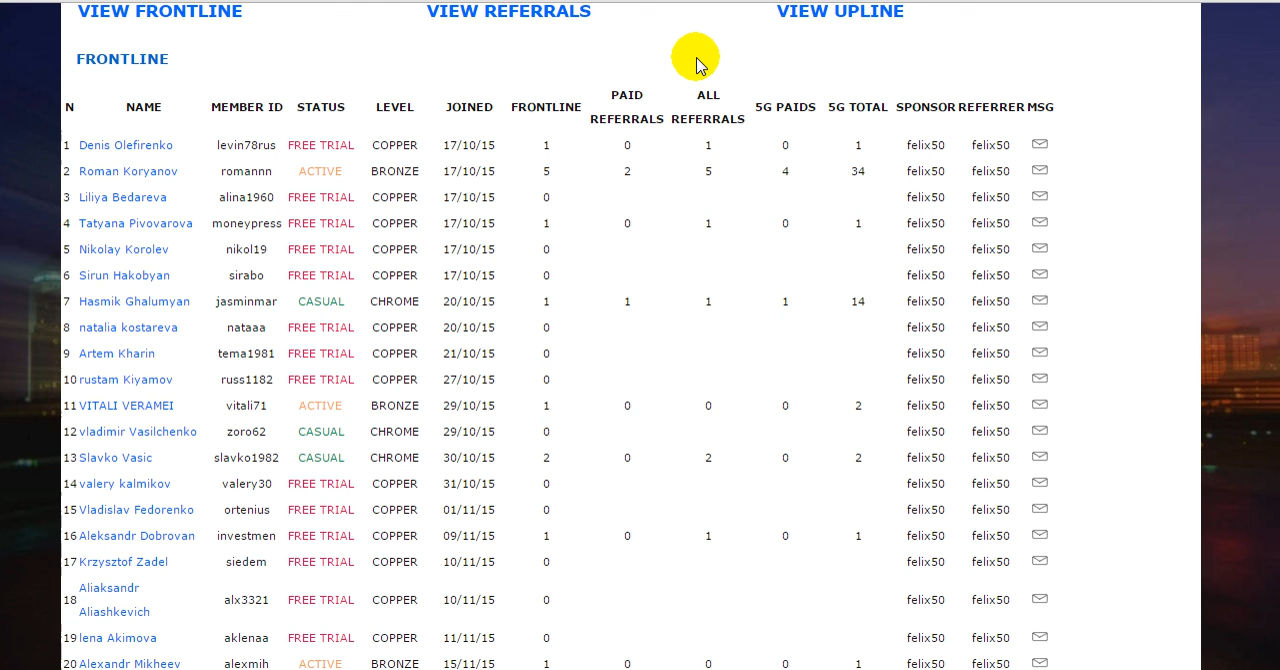 VIEW FRONTLINE VIEW REFERRALS VIEW UPLINE
FRONTLINE
N NAME MEMBER ID STATUS LEVEL JOINED FRONTLINE PAID REFERRALS ALL REFERRALS 5G PAIDS 5G TOTAL SPONSOR REFERRER MSG
1 Denis Olefirenko levin78rus FREE TRIAL COPPER 17/10/15 1 0 1 0 1 felix50 felix50
2 Roman Koryanov romannn ACTIVE BRONZE 17/10/15 5 2 5 4 34 felix50 felix50
3 Liliya Bedareva alina1960 FREE TRIAL COPPER 17/10/15 0 felix50 felix50
4 Tatyana Pivovarova moneypress FREE TRIAL COPPER 17/10/15 1 0 1 0 1 felix50 felix50
5 Nikolay Korolev nikol19 FREE TRIAL COPPER 17/10/15 0 felix50 felix50
6 Sirun Hakobyan sirabo FREE TRIAL COPPER 17/10/15 0 felix50 felix50
7 Hasmik Ghalumyan jasminmar CASUAL CHROME 20/10/15 1 1 1 1 14 felix50 felix50
8 natalia kostareva nataaa FREE TRIAL COPPER 20/10/15 0 felix50 felix50
9 Artem Kharin tema1981 FREE TRIAL COPPER 21/10/15 0 felix50 felix50
10 rustam Kiyamov russ1182 FREE TRIAL COPPER 27/10/15 0 felix50 felix50
11 VITALI VERAMEI vitali71 ACTIVE BRONZE 29/10/15 1 0 0 0 2 felix50 felix50
12 vladimir Vasilchenko zoro62 CASUAL CHROME 29/10/15 0 felix50 felix50
13 Slavko Vasic slavko1982 CASUAL CHROME 30/10/15 2 0 2 0 2 felix50 felix50
14 valery kalmikov valery30 FREE TRIAL COPPER 31/10/15 0 felix50 felix50
15 Vladislav Fedorenko ortenius FREE TRIAL COPPER 01/11/15 0 felix50 felix50
16 Aleksandr Dobrovan investmen FREE TRIAL COPPER 09/11/15 1 0 1 0 1 felix50 felix50
17 Krzysztof Zadel siedem FREE TRIAL COPPER 10/11/15 0 felix50 felix50
18 Aliaksandr Aliashkevich alx3321 FREE TRIAL COPPER 10/11/15 0 felix50 felix50
19 lena Akimova aklenaa FREE TRIAL COPPER 11/11/15 0 felix50 felix50
20 Alexandr Mikheev alexmih ACTIVE BRONZE 15/11/15 1 0 0 0 1 felix50 felix50